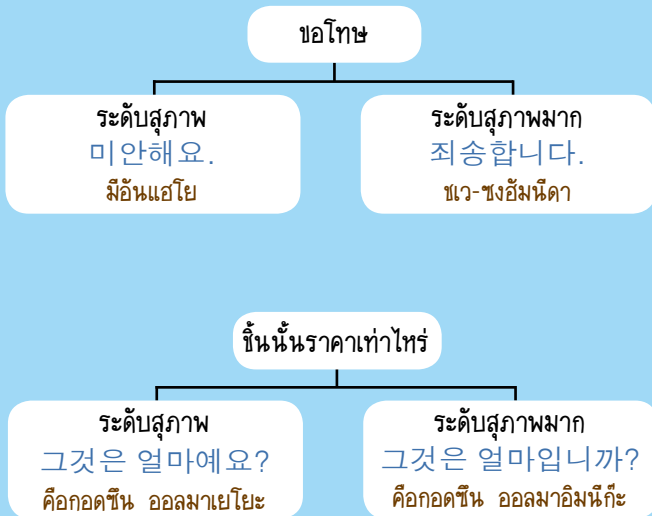 ขอโทษ
ระดับสุภาพ
미안해요.
มีอันแฮโย
ระดับสุภาพมาก
죄송합니다.
ชเว-ซงฮัมนีดา
ชิ้นนั้นราคาเท่าไหร่
ระดับสุภาพ
그것은 얼마예요?
คือกอดซึน ออลมาเยโยะ
ระดับสุภาพมาก
그것은 얼마입니까?
คือกอดซึน ออลมาอิมนีก๊ะ